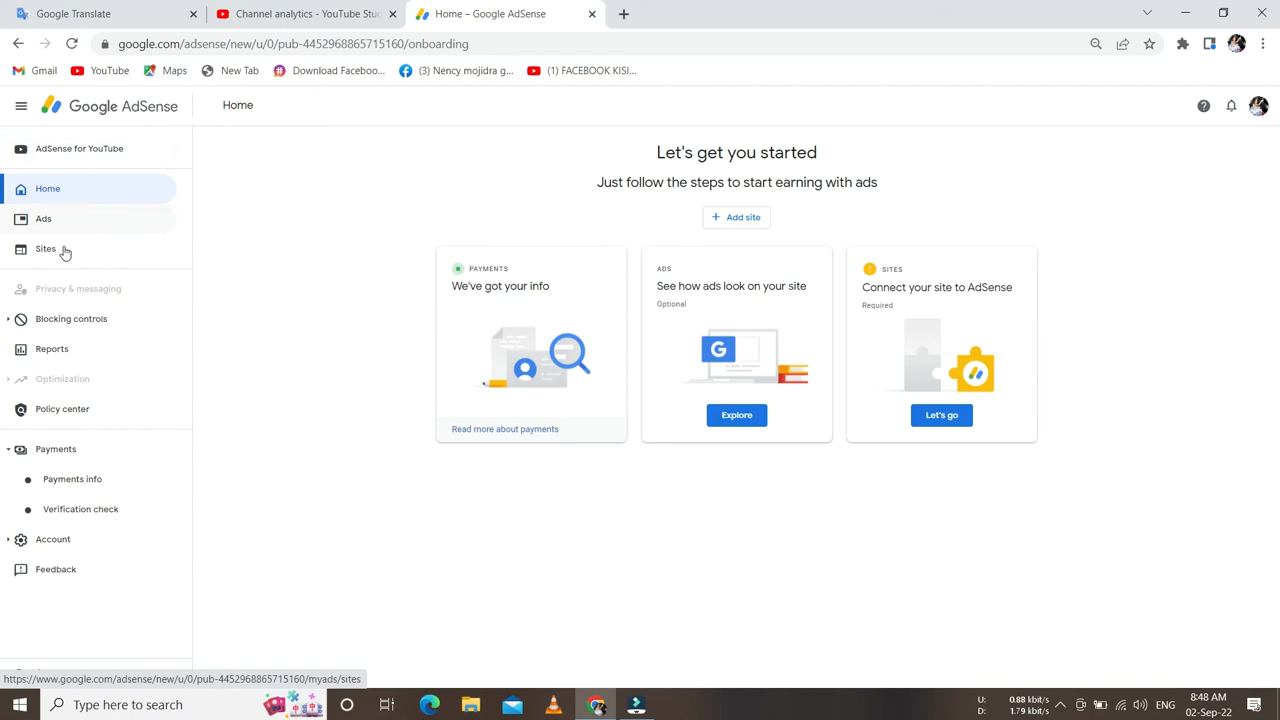 Google Translate
Channel analytics - YouTube Stu
Home – Google AdSense
google.com/adsense/new/u/0/pub-4452968865715160/onboarding
Gmail
YouTube
Maps
New Tab
Download Faceboo...
(3) Nency mojidra g...
(1) FACEBOOK KISI...
Google AdSense
Home
AdSense for YouTube
Home
Ads
Sites
Privacy & messaging
Blocking controls
Reports
Optimization
Policy center
Payments
Payments info
Verification check
Account
Feedback
Let's get you started
Just follow the steps to start earning with ads
+ Add site
PAYMENTS
We've got your info
Read more about payments
ADS
See how ads look on your site
Optional
G
Explore
SITES
Connect your site to AdSense
Required
Let's go
https://www.google.com/adsense/new/u/0/pub-4452968865715160/myads/sites
Type here to search
U: 0.88 kbit/s
D: 1.79 kbit/s
ENG
8:48 AM
02-Sep-22